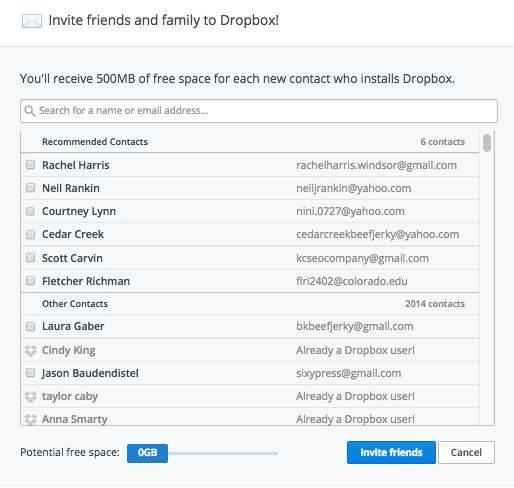 Invite friends and family to Dropbox!
You'll receive 500MB of free space for each new contact who installs Dropbox.
Search for a name or email address...
Recommended Contacts 6 contacts
Rachel Harris rachelharris.windsor@gmail.com
Neil Rankin neiljrankin@yahoo.com
Courtney Lynn nini.0727@yahoo.com
Cedar Creek cedarcreekbeefjerky@yahoo.com
Scott Carvin kcseocompany@gmail.com
Fletcher Richman flri2402@colorado.edu
Other Contacts 2014 contacts
Laura Gaber bkbeefjerky@gmail.com
Cindy King Already a Dropbox user!
Jason Baudendistel sixypress@gmail.com
taylor caby Already a Dropbox user!
Anna Smarty Already a Dropbox user!
Potential free space: 0GB Invite friends Cancel